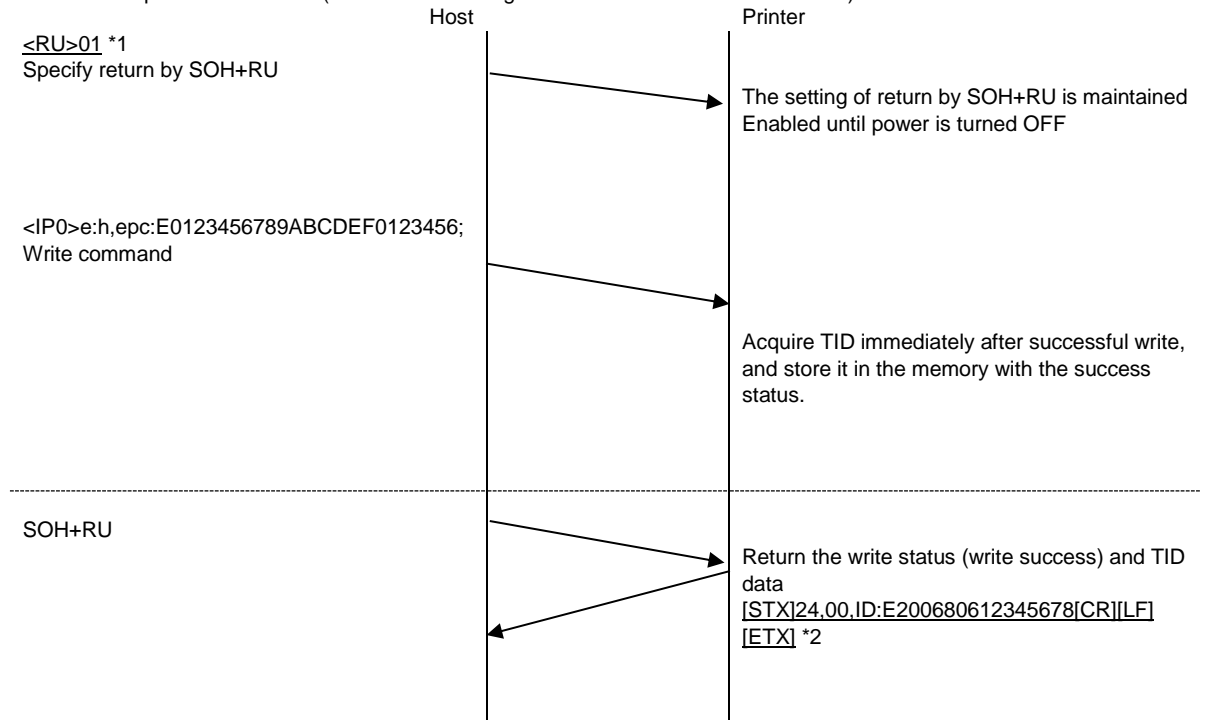 Host
Printer
<RU>01 *1
Specify return by SOH+RU
The setting of return by SOH+RU is maintained
Enabled until power is turned OFF
<IP0>e:h,epc:E0123456789ABCDEF0123456;
Write command
Acquire TID immediately after successful write,
and store it in the memory with the success
status.
SOH+RU
Return the write status (write success) and TID
data
[STX]24,00,ID:E200680612345678[CR][LF]
[ETX] *2